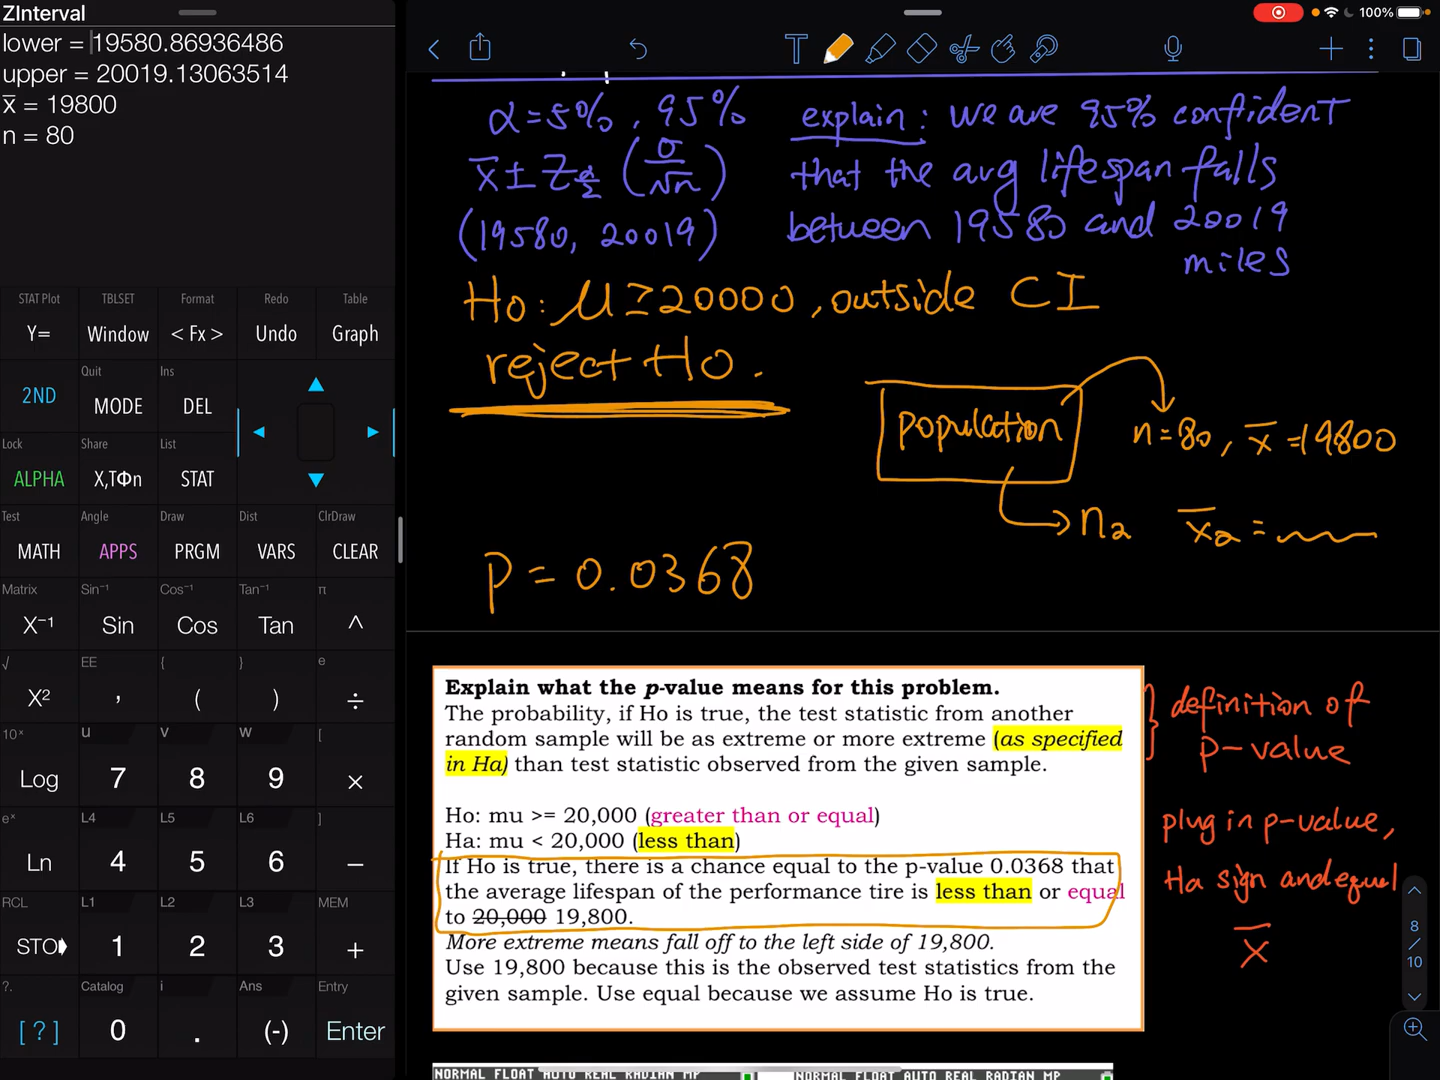 ZInterval
lower = 19580.86936486
upper = 20019.13063514
x̅ = 19800
n = 80
100%
T
α=5%, 95%
x̅ ± Zα/2 (σ/√n)
(19580, 20019)
explain: We are 95% confident
that the avg lifespan falls
between 19580 and 20019
miles
Ho: μ ≥ 20000, outside CI
reject Ho.
population
n=80, x̅ =19800
n2 x̅2 =
P = 0.0368
STAT Plot TBLSET Format Redo Table
Y= Window < Fx > Undo Graph
Quit Ins
2ND MODE DEL
Lock Share List
ALPHA X,TΦn STAT
Test Angle Draw Dist ClrDraw
MATH APPS PRGM VARS CLEAR
Matrix Sin⁻¹ Cos⁻¹ Tan⁻¹ π
X⁻¹ Sin Cos Tan ^
√ EE { } e
X² , ( ) ÷
10ˣ u v w [
Log 7 8 9 ×
eˣ L4 L5 L6 ]
Ln 4 5 6 −
RCL L1 L2 L3 MEM
STO 1 2 3 +
?. Catalog i Ans Entry
[ ? ] 0 . (-) Enter
Explain what the p-value means for this problem.
The probability, if Ho is true, the test statistic from another
random sample will be as extreme or more extreme (as specified
in Ha) than test statistic observed from the given sample.
Ho: mu >= 20,000 (greater than or equal)
Ha: mu < 20,000 (less than)
If Ho is true, there is a chance equal to the p-value 0.0368 that
the average lifespan of the performance tire is less than or equal
to 20,000 19,800.
More extreme means fall off to the left side of 19,800.
Use 19,800 because this is the observed test statistics from the
given sample. Use equal because we assume Ho is true.
definition of
P-value
plug in p-value,
Ha sign and equal
x̅
8
/
10
NORMAL FLOAT AUTO REAL RADIAN MP
NORMAL FLOAT AUTO REAL RADIAN MP